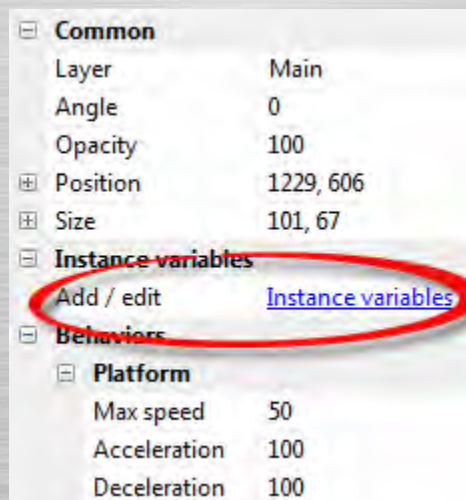 Common
Layer Main
Angle 0
Opacity 100
Position 1229, 606
Size 101, 67
Instance variables
Add / edit Instance variables
Behaviors
Platform
Max speed 50
Acceleration 100
Deceleration 100